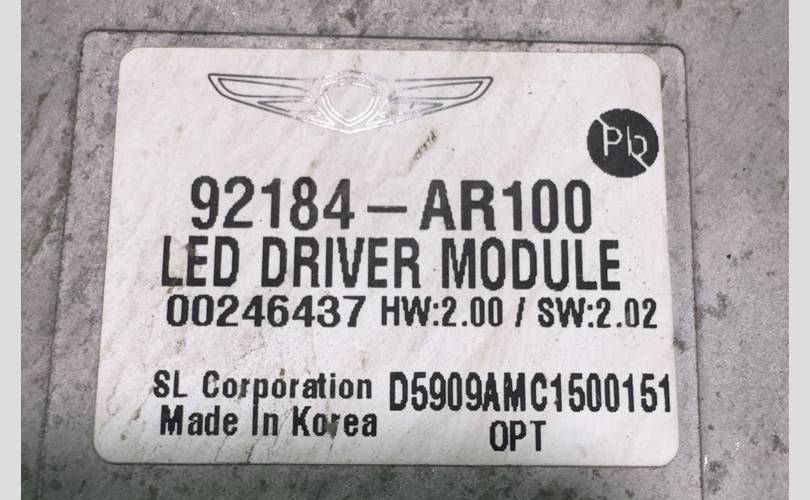 Pb
92184-AR100
LED DRIVER MODULE
00246437 HW:2.00 / SW:2.02
SL Corporation D5909AMC1500151
Made In Korea OPT